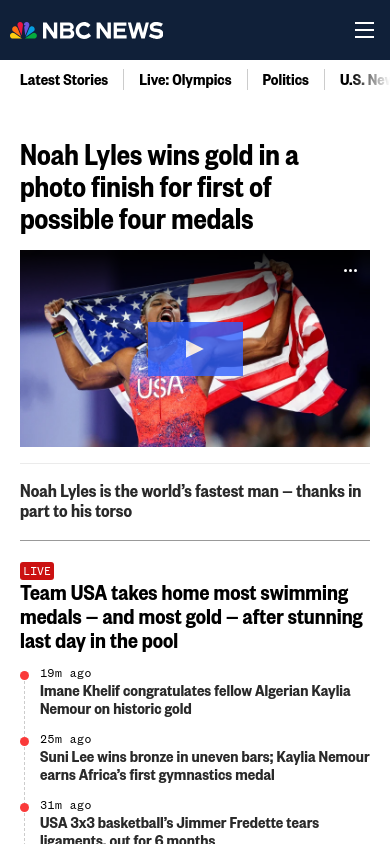 NBC NEWS
Latest Stories
Live: Olympics
Politics
U.S. News
Noah Lyles wins gold in a
photo finish for first of
possible four medals
USA
Noah Lyles is the world's fastest man — thanks in
part to his torso
LIVE
Team USA takes home most swimming
medals — and most gold — after stunning
last day in the pool
19m ago
Imane Khelif congratulates fellow Algerian Kaylia
Nemour on historic gold
25m ago
Suni Lee wins bronze in uneven bars; Kaylia Nemour
earns Africa's first gymnastics medal
31m ago
USA 3x3 basketball's Jimmer Fredette tears
ligaments, out for 6 months